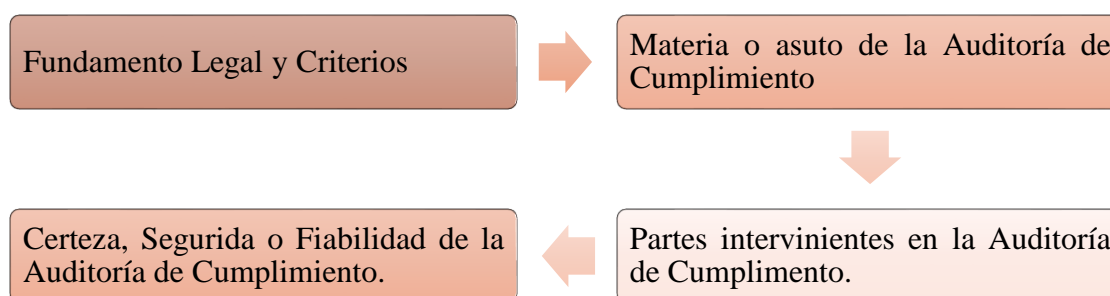 Fundamento Legal y Criterios
Materia o asuto de la Auditoría de
Cumplimiento
Partes intervinientes en la Auditoría
de Cumplimento.
Certeza, Segurida o Fiabilidad de la
Auditoría de Cumplimiento.